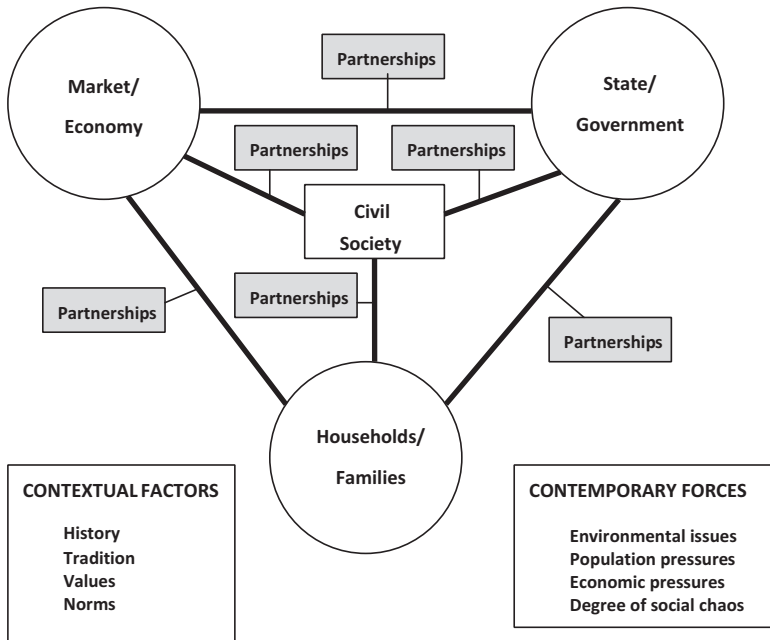 Partnerships
Market/
Economy
State/
Government
Partnerships
Partnerships
Civil
Society
Partnerships
Partnerships
Partnerships
Households/
Families
CONTEXTUAL FACTORS
History
Tradition
Values
Norms
CONTEMPORARY FORCES
Environmental issues
Population pressures
Economic pressures
Degree of social chaos